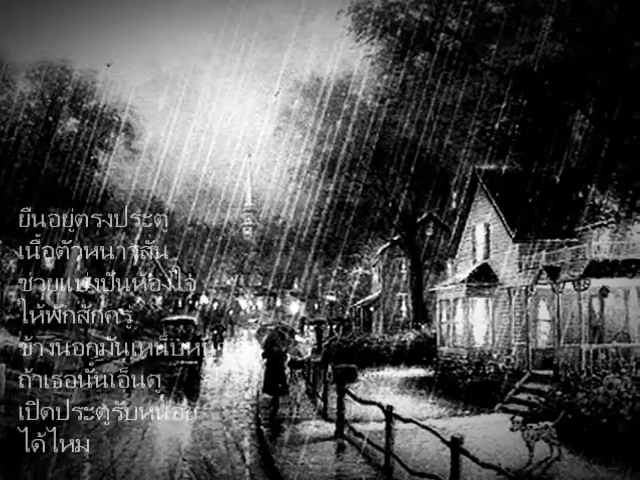 ยืนอยู่ตรงประตู
เนื้อตัวหนาวสั่น
ช่วยแบ่งปันห้องใจ
ให้พักสักครู่
ข้างนอกมันเหน็บหนาว
ถ้าเธอนั้นเอ็นดู
เปิดประตูรับหน่อย
ได้ไหม